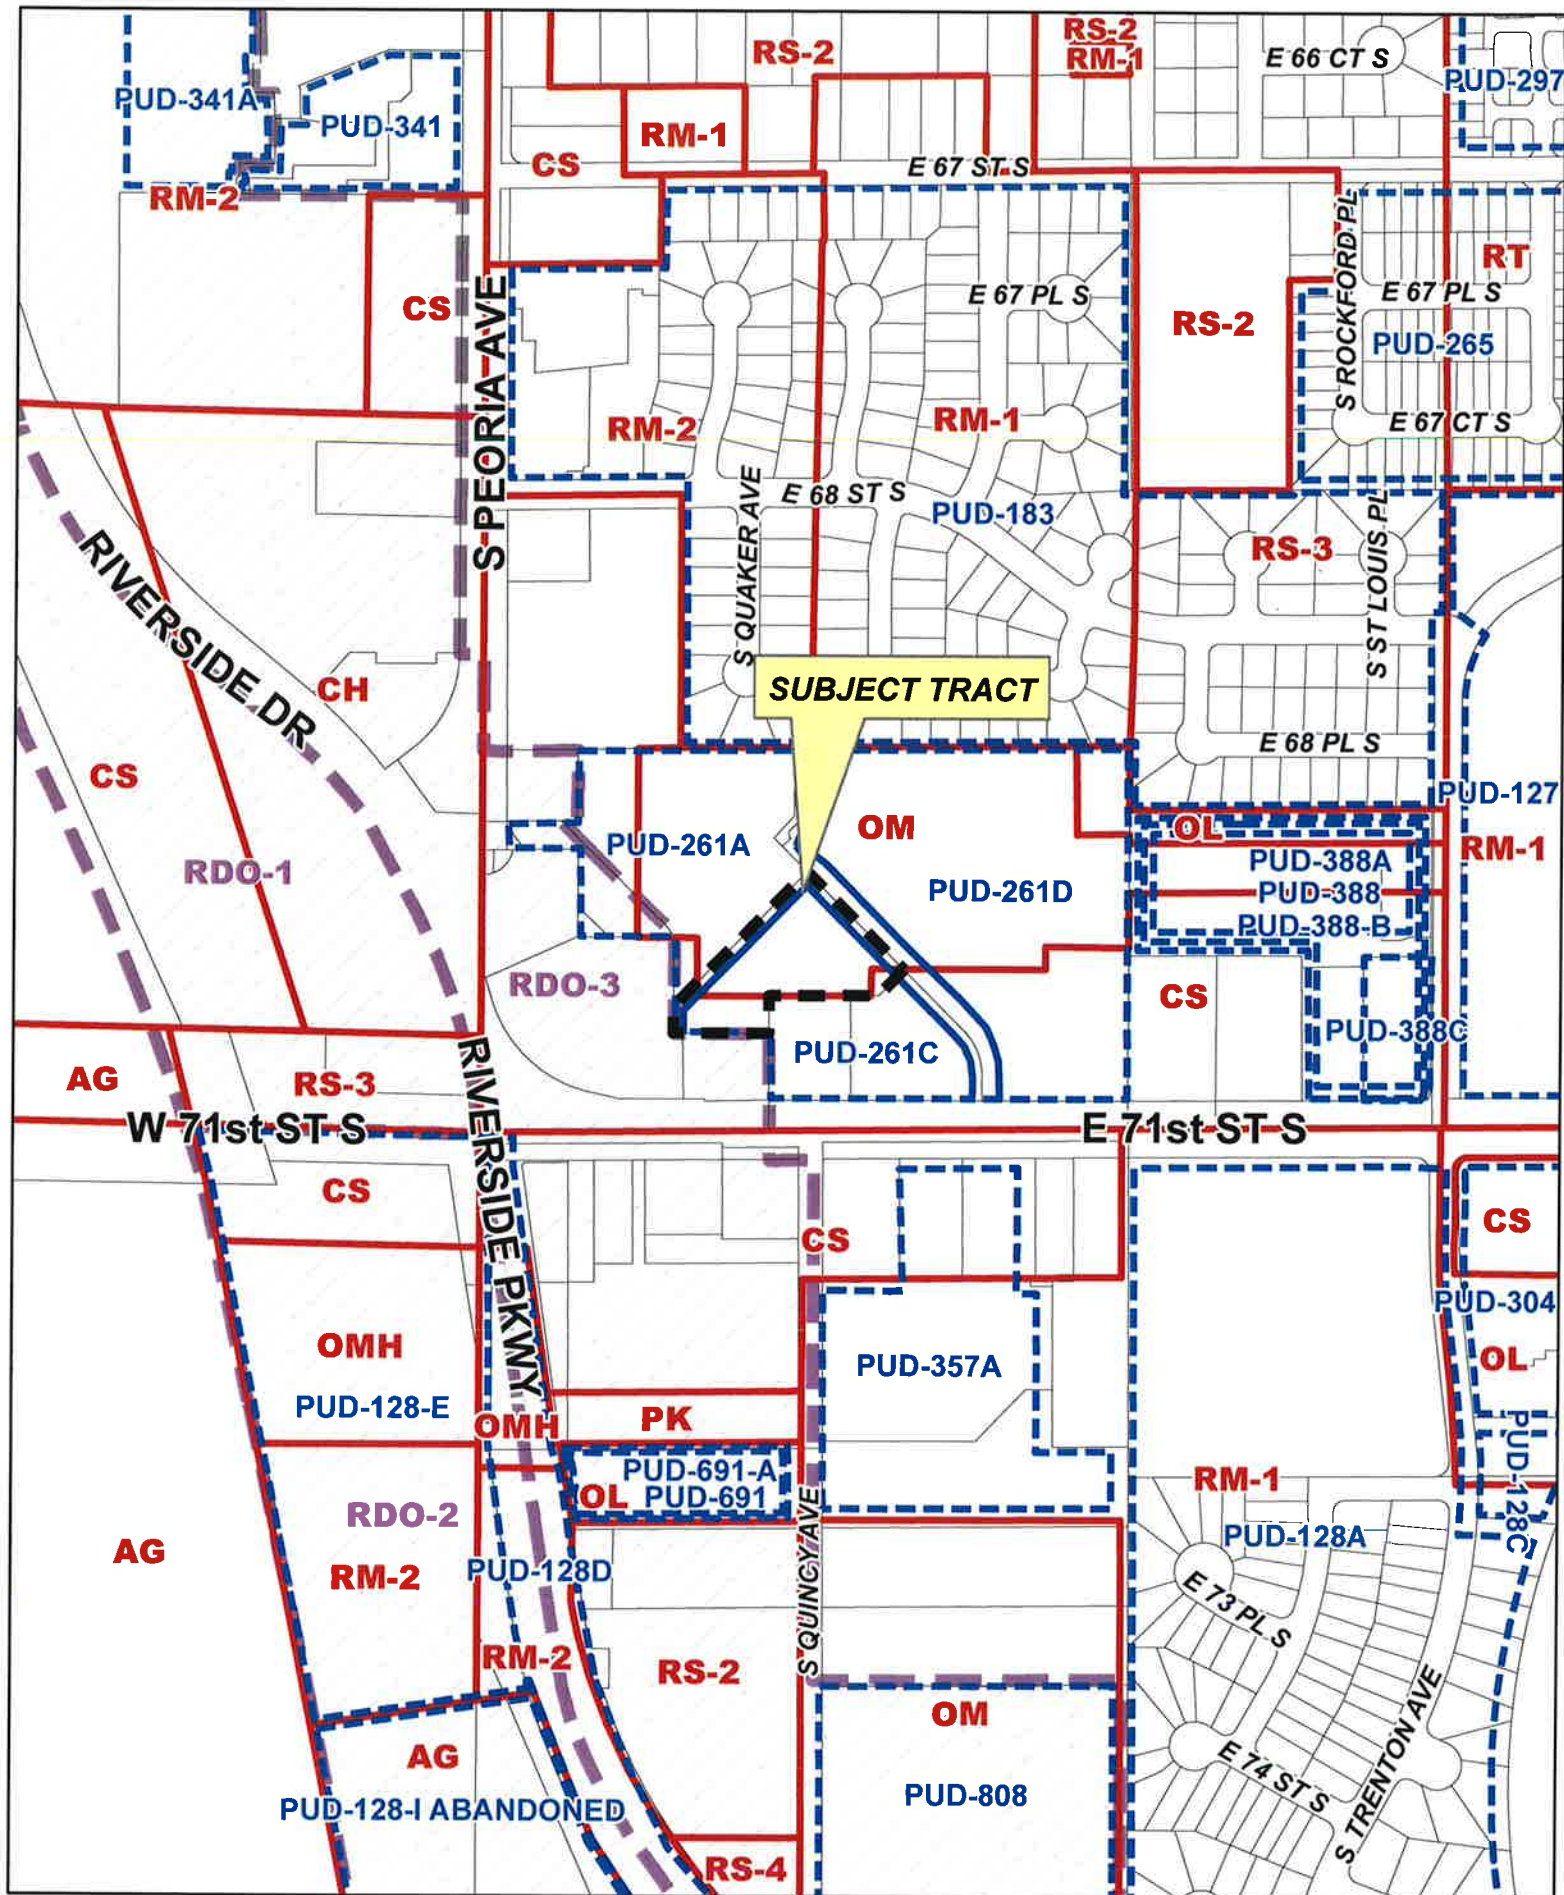 RS-2
RS-2
RM-1
E 66 CT S
PUD-297
PUD-341A
PUD-341
RM-1
CS
E 67 ST S
RM-2
S ROCKFORD PL
RT
CS
E 67 PL S
E 67 PL S
RS-2
PUD-265
S PEORIA AVE
RM-2
RM-1
E 67 CT S
E 68 ST S
PUD-183
S QUAKER AVE
RS-3
S ST LOUIS PL
RIVERSIDE DR
CH
SUBJECT TRACT
E 68 PL S
CS
PUD-127
OM
OL
PUD-261A
RM-1
PUD-388A
RDO-1
PUD-261D
PUD-388
PUD-388-B
RDO-3
CS
PUD-388C
PUD-261C
AG
RS-3
W 71st ST S
E 71st ST S
RIVERSIDE PKWY
CS
CS
CS
PUD-304
OMH
PUD-357A
OL
PUD-128-E
OMH
PK
PUD-128C
PUD-691-A
RM-1
OL
PUD-691
RDO-2
PUD-128A
AG
RM-2
PUD-128D
S QUINCY AVE
E 73 PL S
RM-2
RS-2
OM
S TRENTON AVE
AG
E 74 ST S
PUD-808
PUD-128-I ABANDONED
RS-4